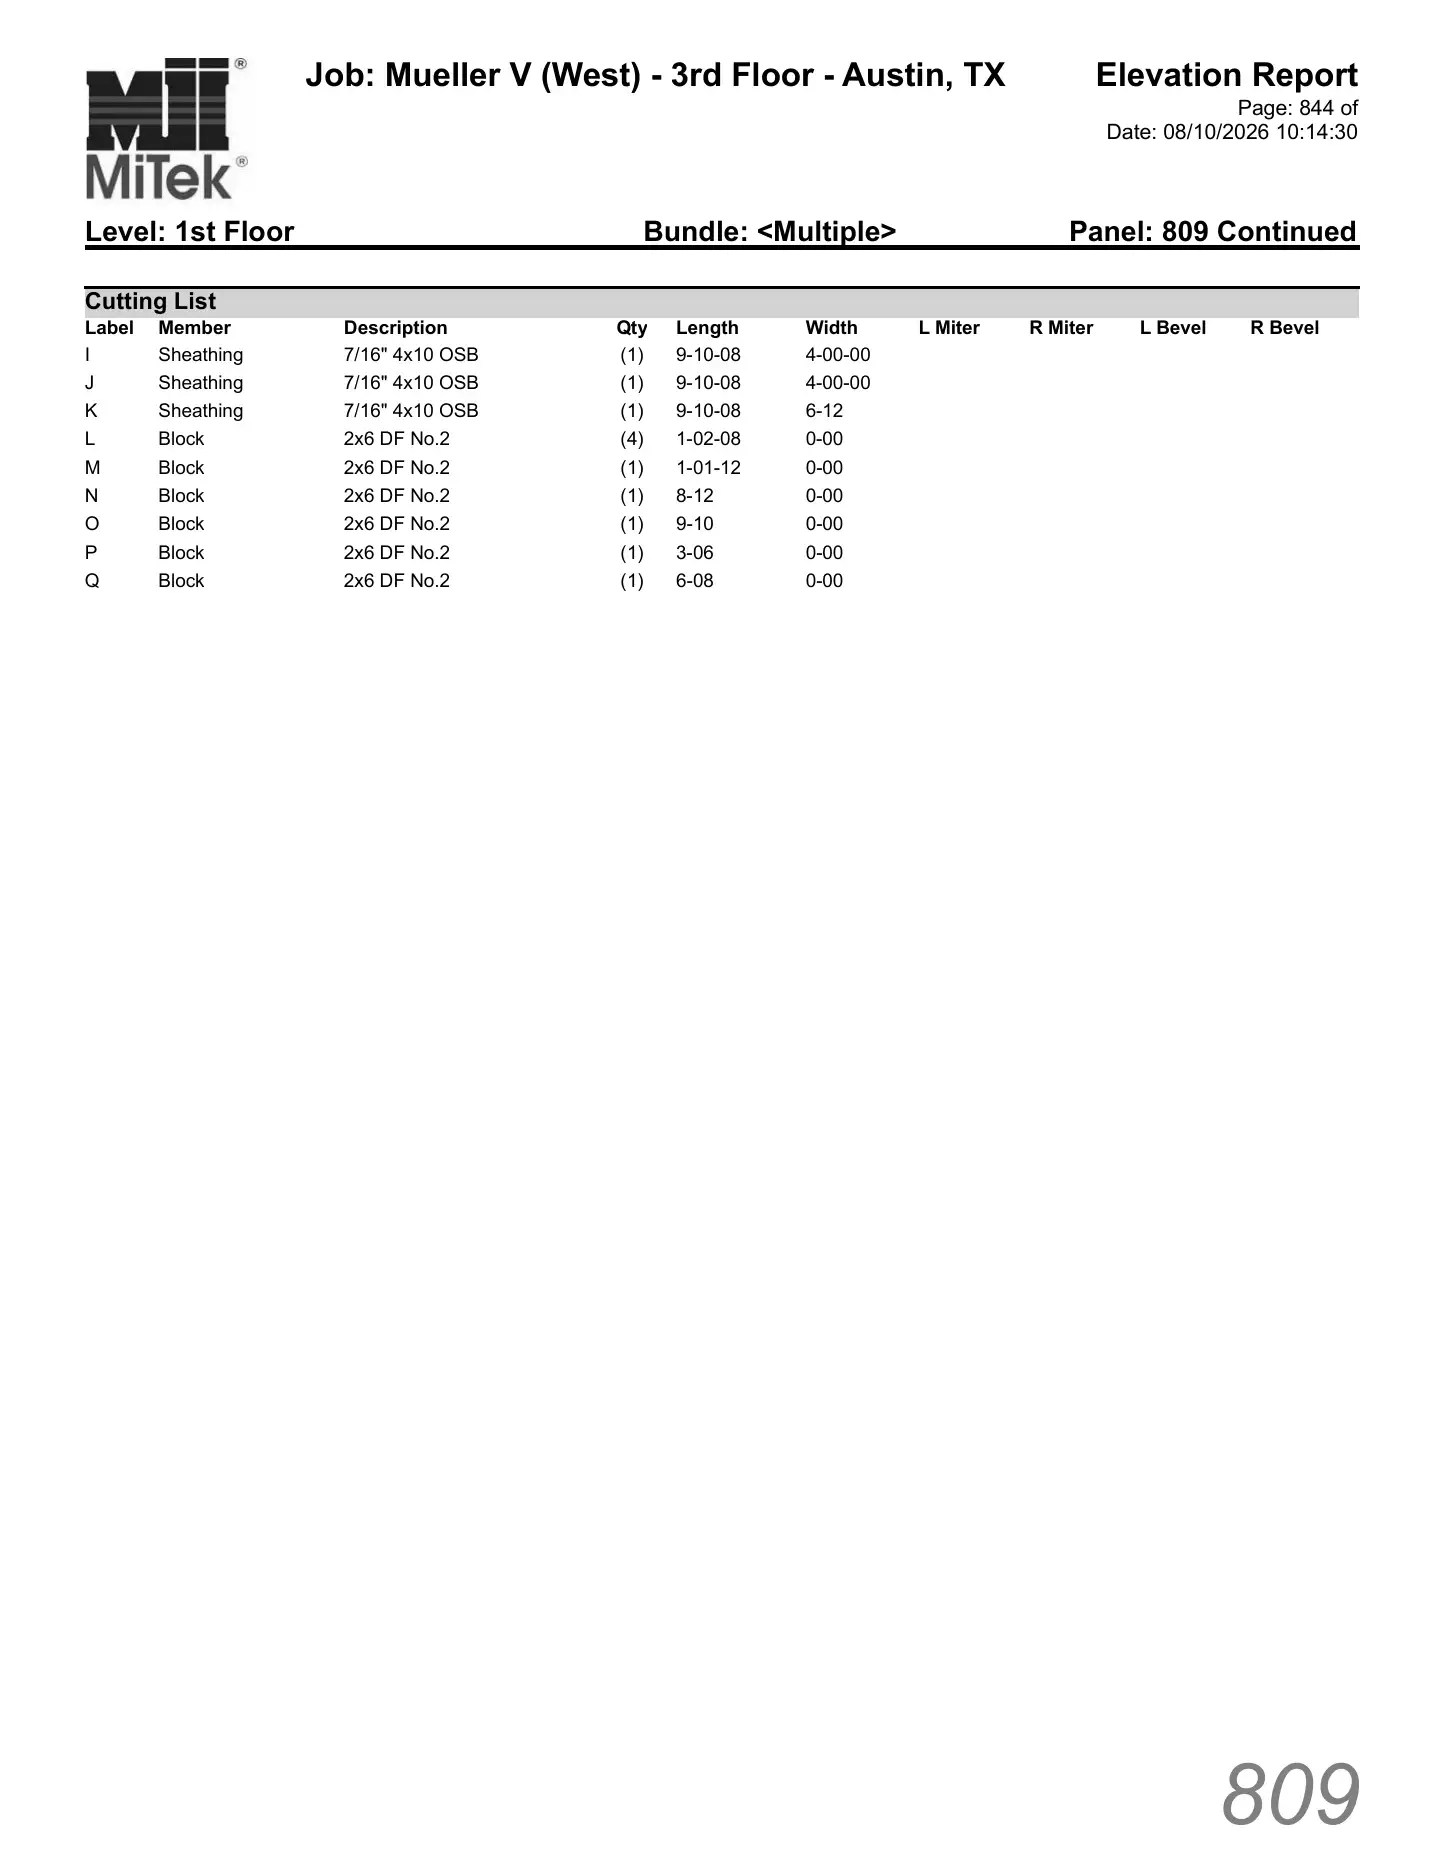 Job: Mueller V (West) - 3rd Floor - Austin, TX Elevation Report
Page: 844 of
Date: 08/10/2026 10:14:30
®
MiTek®
Level: 1st Floor Bundle: <Multiple> Panel: 809 Continued
Cutting List
Label Member Description Qty Length Width L Miter R Miter L Bevel R Bevel
I Sheathing 7/16" 4x10 OSB (1) 9-10-08 4-00-00
J Sheathing 7/16" 4x10 OSB (1) 9-10-08 4-00-00
K Sheathing 7/16" 4x10 OSB (1) 9-10-08 6-12
L Block 2x6 DF No.2 (4) 1-02-08 0-00
M Block 2x6 DF No.2 (1) 1-01-12 0-00
N Block 2x6 DF No.2 (1) 8-12 0-00
O Block 2x6 DF No.2 (1) 9-10 0-00
P Block 2x6 DF No.2 (1) 3-06 0-00
Q Block 2x6 DF No.2 (1) 6-08 0-00
809